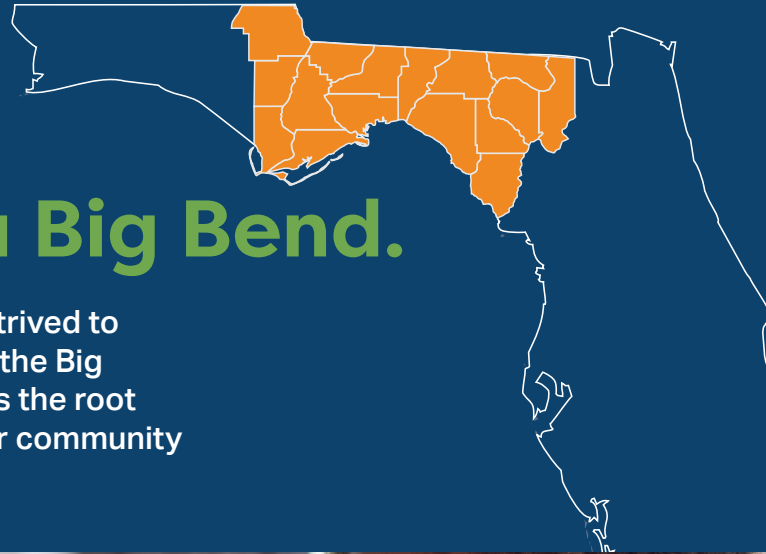 Big Bend.
trived to
the Big
s the root
r community